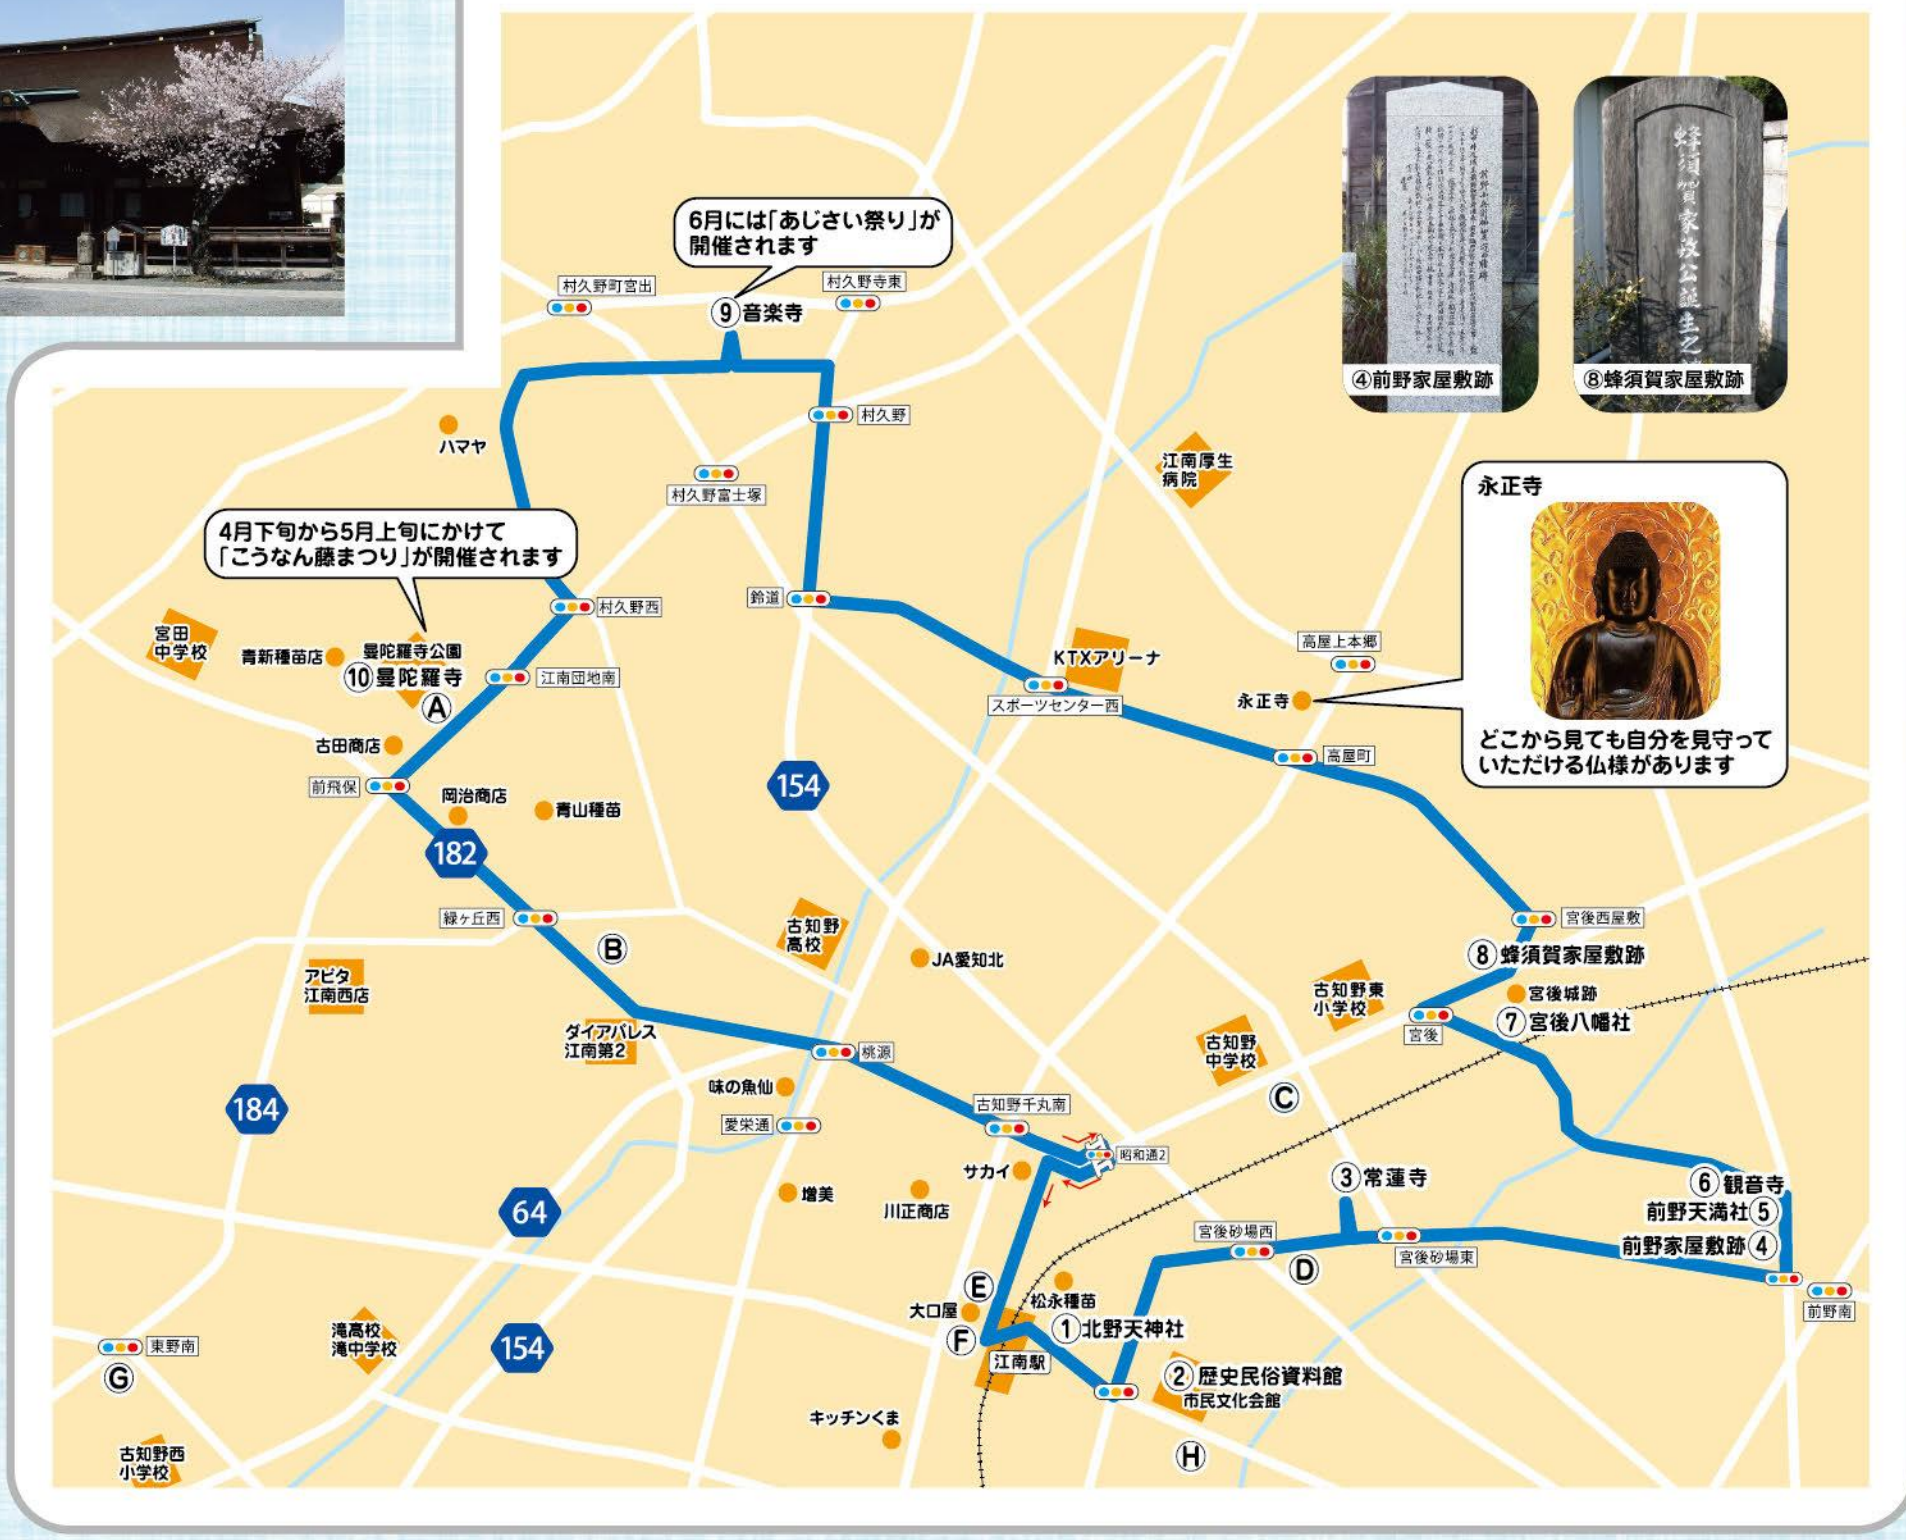 6月には「あじさい祭り」が
開催されます
村久野町宮出
村久野寺東
⑨音楽寺
④前野家屋敷跡
蜂須賀家政公誕生之
⑧蜂須賀家屋敷跡
村久野
ハマヤ
村久野富士塚
江南厚生
病院
永正寺
どこから見ても自分を見守って
いただける仏様があります
4月下旬から5月上旬にかけて
「こうなん藤まつり」が開催されます
鈴道
村久野西
宮田
中学校
青新種苗店
曼陀羅寺公園
⑩曼陀羅寺
Ⓐ
江南団地南
KTXアリーナ
スポーツセンター西
高屋上本郷
永正寺
高屋町
古田商店
前飛保
岡治商店
青山種苗
154
182
緑ヶ丘西
Ⓑ
古知野
高校
JA愛知北
宮後西屋敷
⑧蜂須賀家屋敷跡
アピタ
江南西店
古知野東
小学校
宮後城跡
⑦宮後八幡社
宮後
ダイアパレス
江南第2
桃源
古知野
中学校
味の魚仙
184
愛栄通
古知野千丸南
Ⓒ
昭和通2
サカイ
③常蓮寺
⑥観音寺
前野天満社⑤
前野家屋敷跡④
増美
川正商店
64
宮後砂場西
宮後砂場東
Ⓓ
Ⓔ
大口屋
松永種苗
前野南
滝高校
滝中学校
154
東野南
Ⓖ
Ⓕ
①北野天神社
江南駅
②歴史民俗資料館
市民文化会館
キッチンくま
古知野西
小学校
Ⓗ